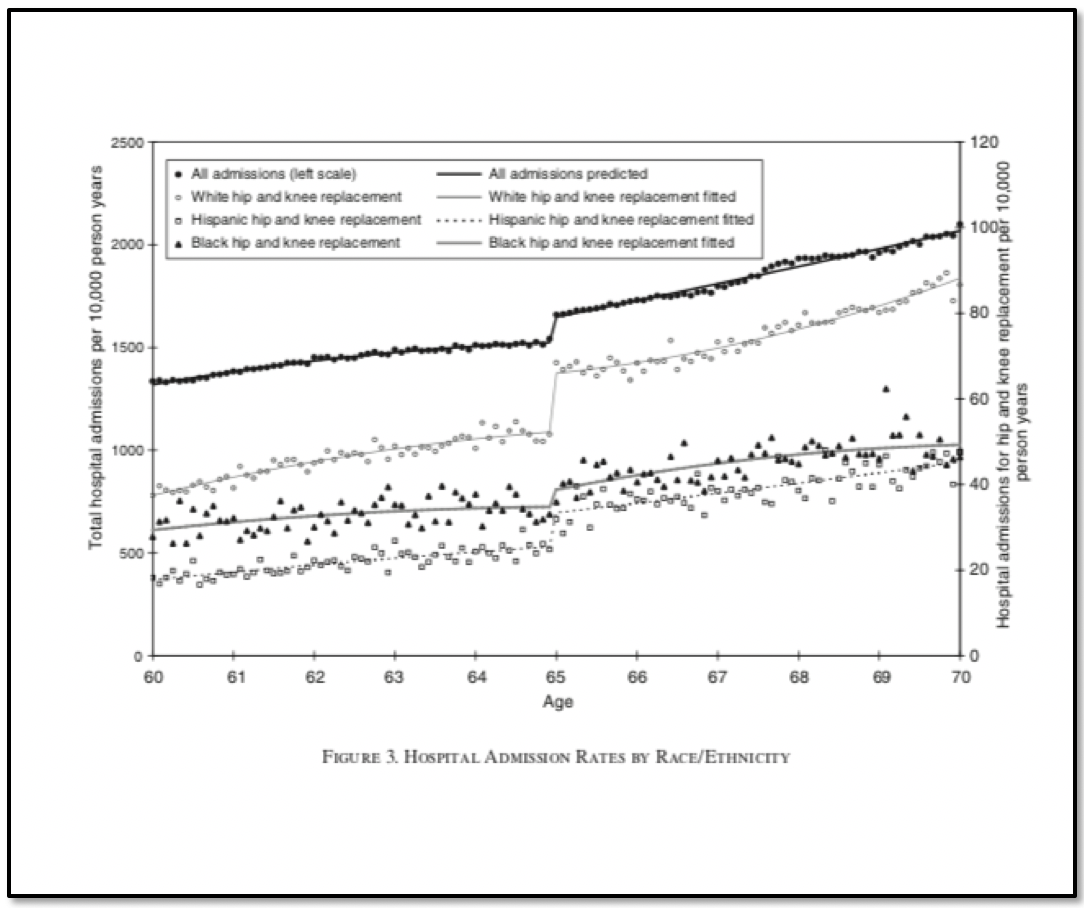 2500
2000
1500
1000
500
0
Total hospital admissions per 10,000 person years
All admissions (left scale)
White hip and knee replacement
Hispanic hip and knee replacement
Black hip and knee replacement
All admissions predicted
White hip and knee replacement fitted
Hispanic hip and knee replacement fitted
Black hip and knee replacement fitted
120
100
80
60
40
20
0
Hospital admissions for hip and knee replacement per 10,000
person years
60 61 62 63 64 65 66 67 68 69 70
Age
FIGURE 3. HOSPITAL ADMISSION RATES BY RACE/ETHNICITY